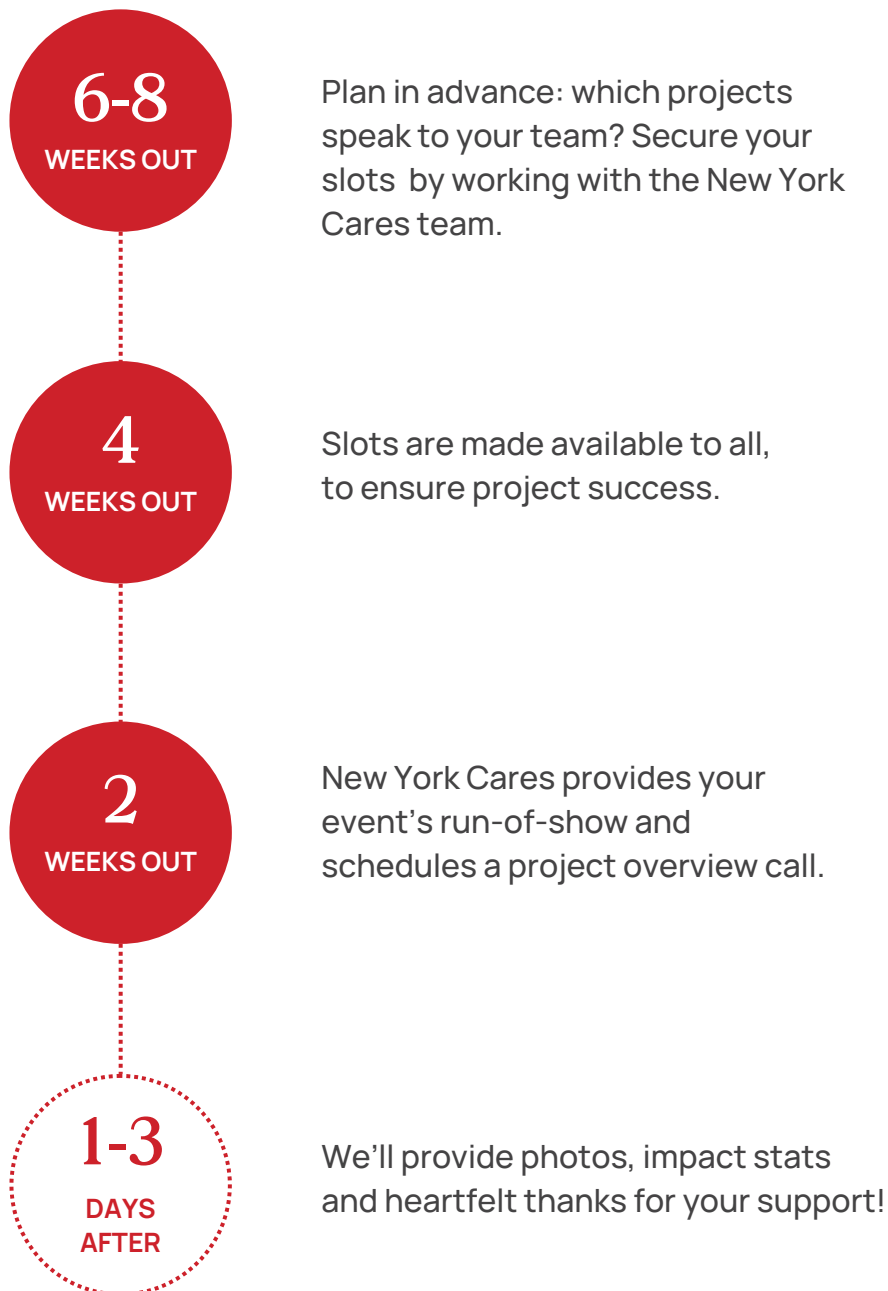 6-8
WEEKS OUT
Plan in advance: which projects
speak to your team? Secure your
slots  by working with the New York
Cares team.
4
WEEKS OUT
Slots are made available to all,
to ensure project success.
2
WEEKS OUT
New York Cares provides your
event’s run-of-show and
schedules a project overview call.
1-3
DAYS
AFTER
We’ll provide photos, impact stats
and heartfelt thanks for your support!